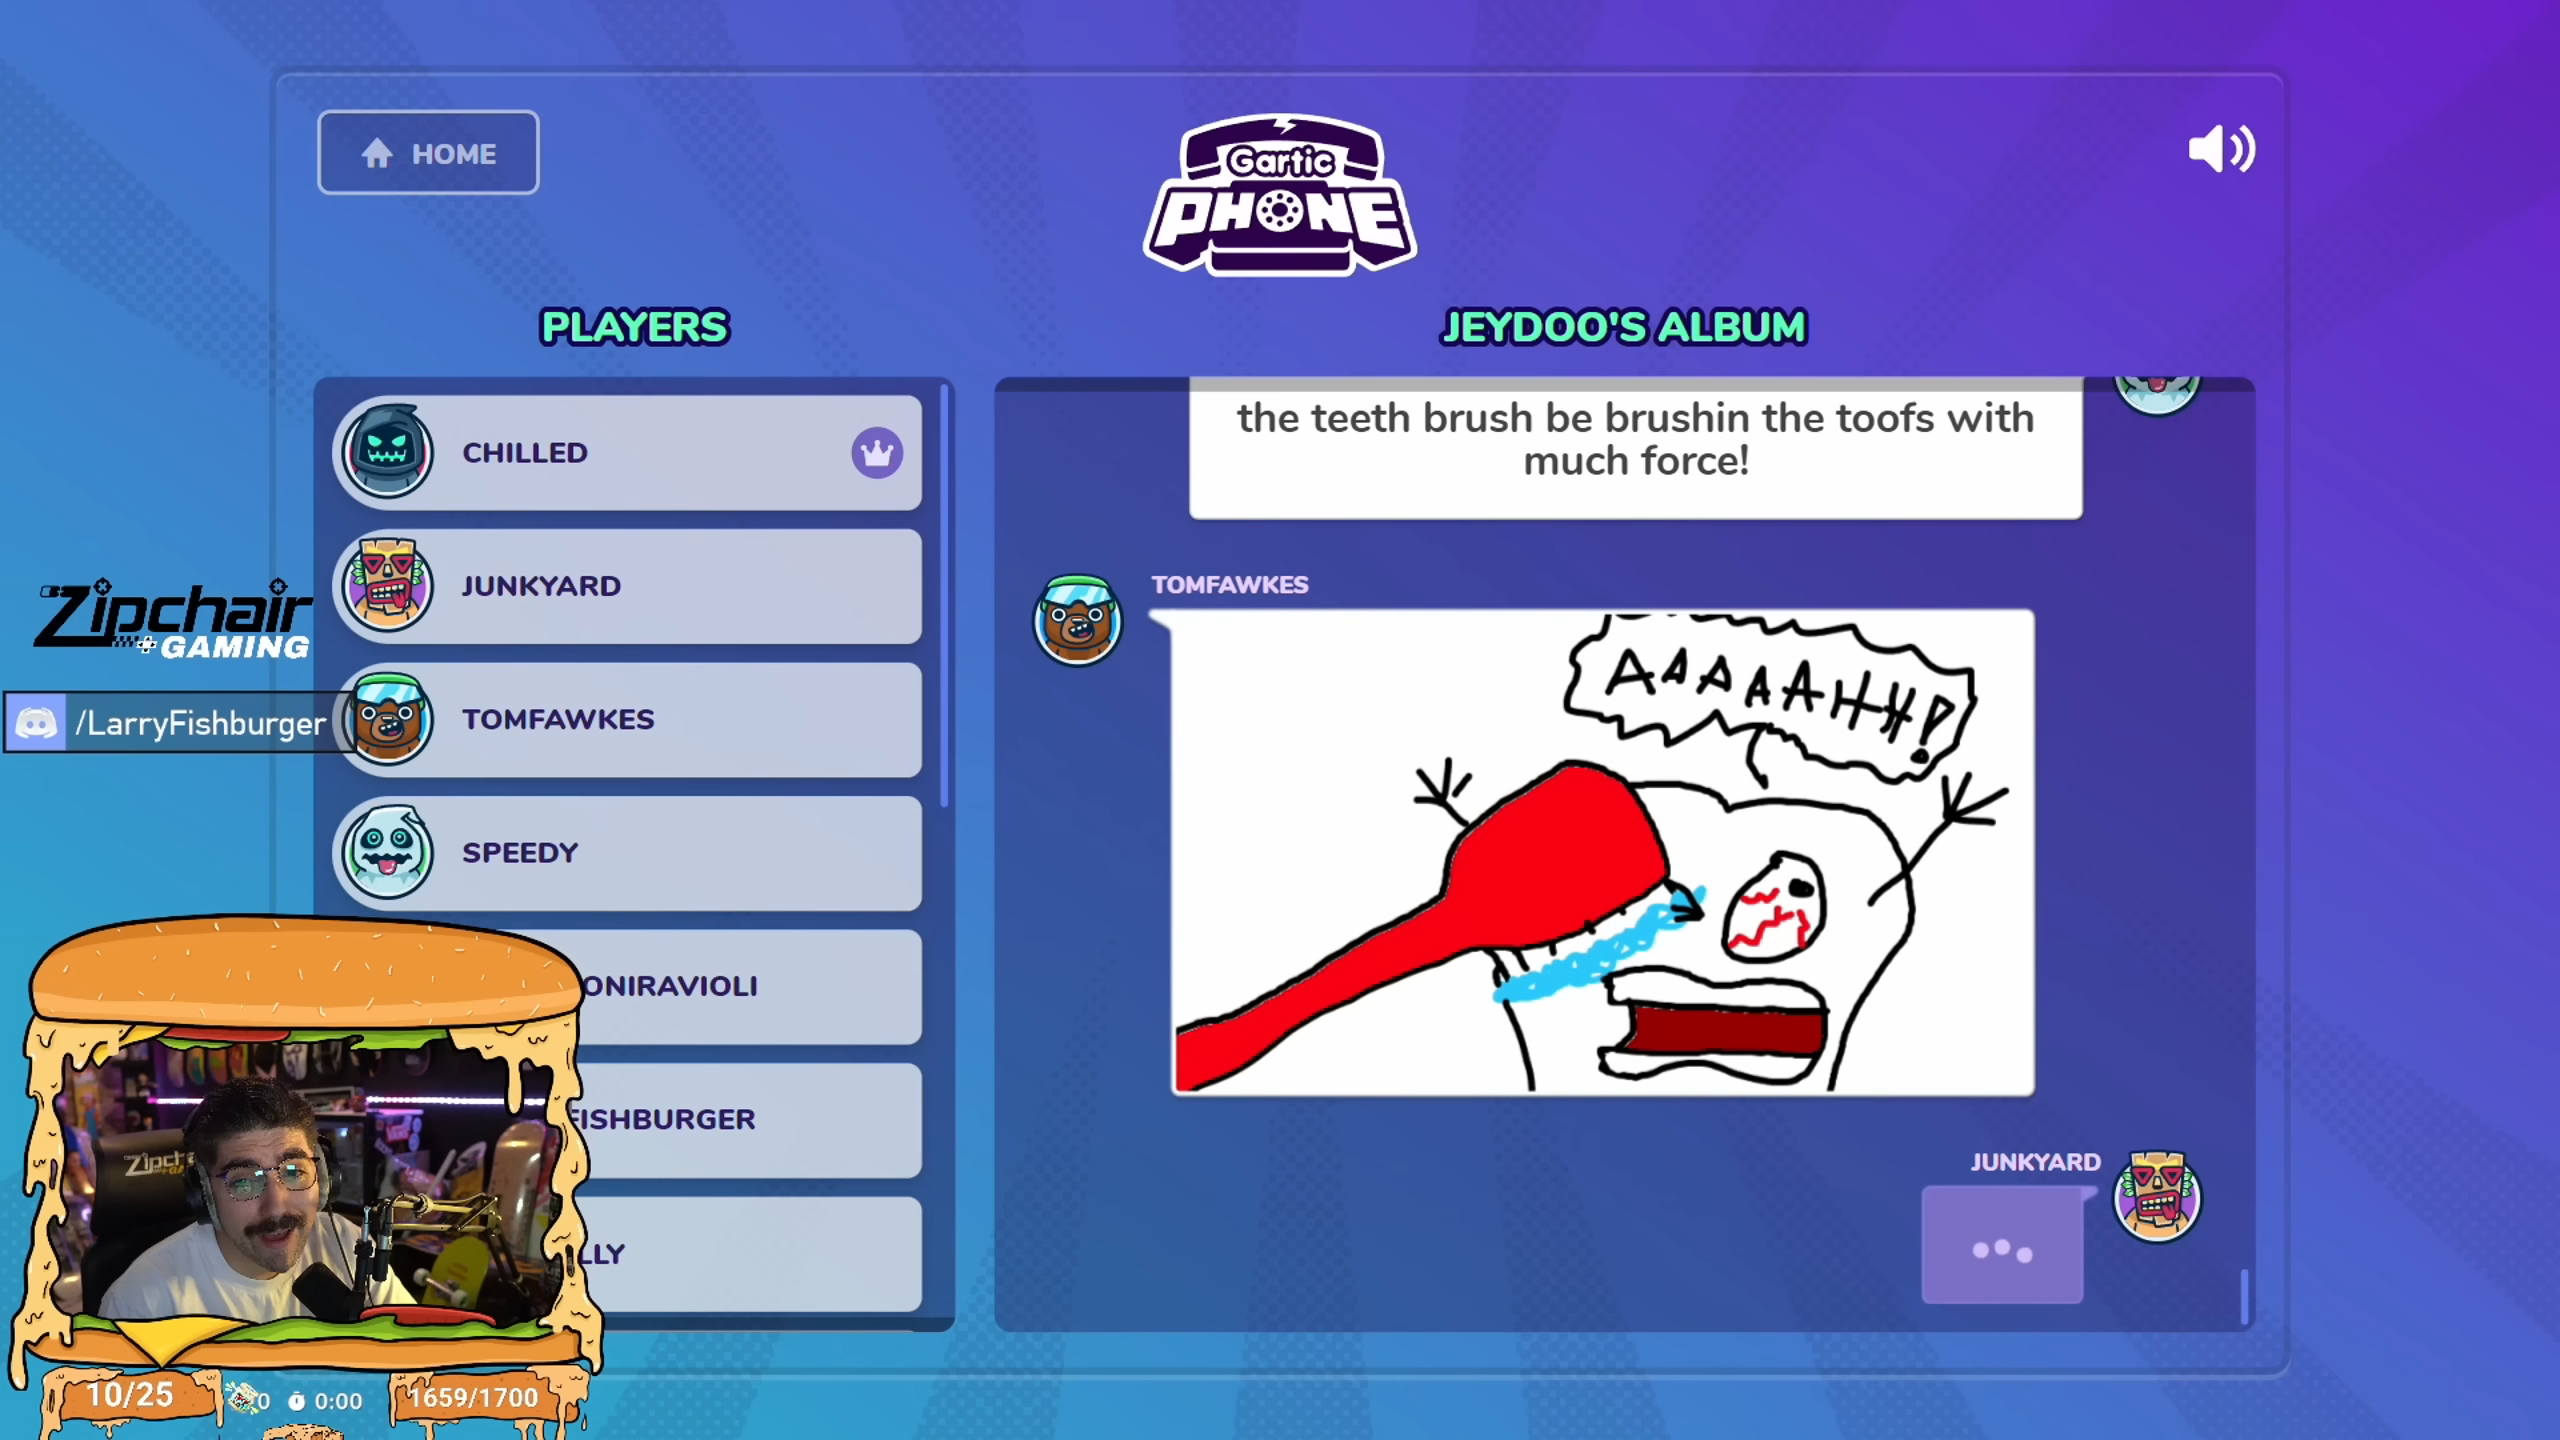 HOME
Gartic
PHONE
PLAYERS
JEYDOO'S ALBUM
CHILLED
JUNKYARD
TOMFAWKES
SPEEDY
ONIRAVIOLI
FISHBURGER
LLY
Zipchair
+GAMING
/LarryFishburger
the teeth brush be brushin the toofs with
much force!
TOMFAWKES
AAAAAHH!
JUNKYARD
Zipch
10/25
0
0:00
1659/1700